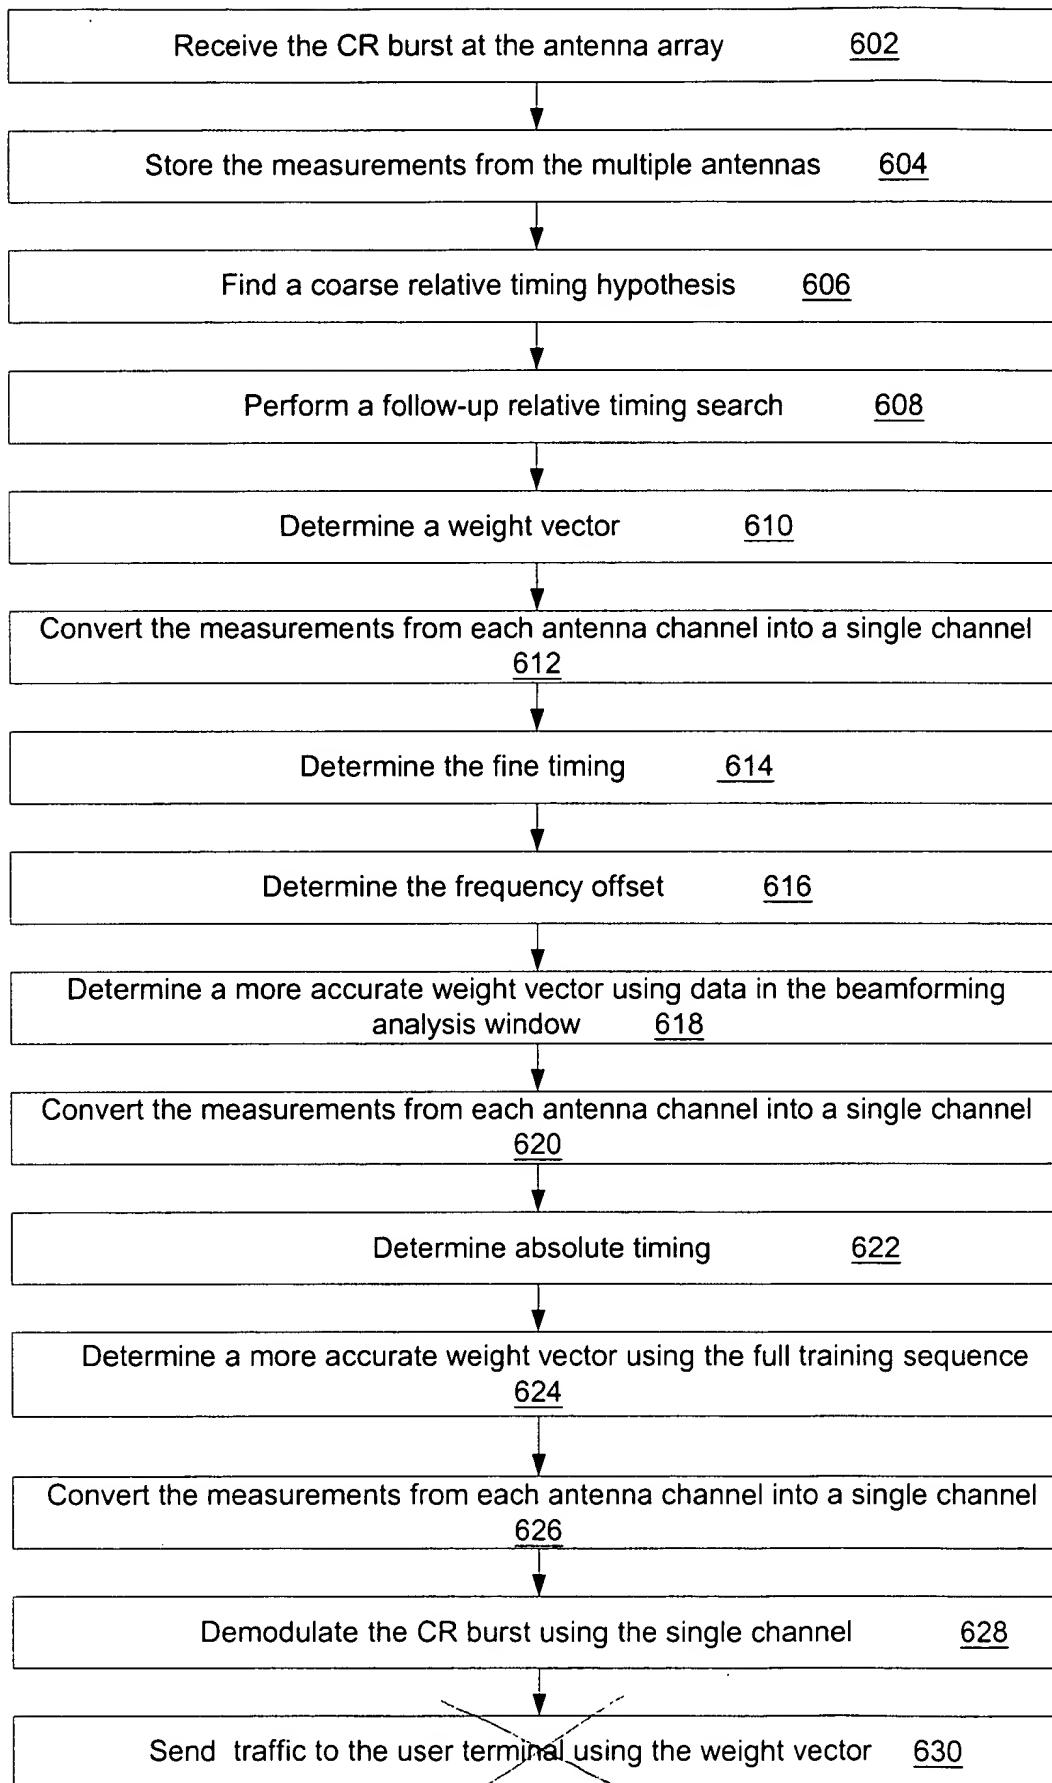 Receive the CR burst at the antenna array 602
Store the measurements from the multiple antennas 604
Find a coarse relative timing hypothesis 606
Perform a follow-up relative timing search 608
Determine a weight vector 610
Convert the measurements from each antenna channel into a single channel
612
Determine the fine timing 614
Determine the frequency offset 616
Determine a more accurate weight vector using data in the beamforming
analysis window 618
Convert the measurements from each antenna channel into a single channel
620
Determine absolute timing 622
Determine a more accurate weight vector using the full training sequence
624
Convert the measurements from each antenna channel into a single channel
626
Demodulate the CR burst using the single channel 628
Send traffic to the user terminal using the weight vector 630